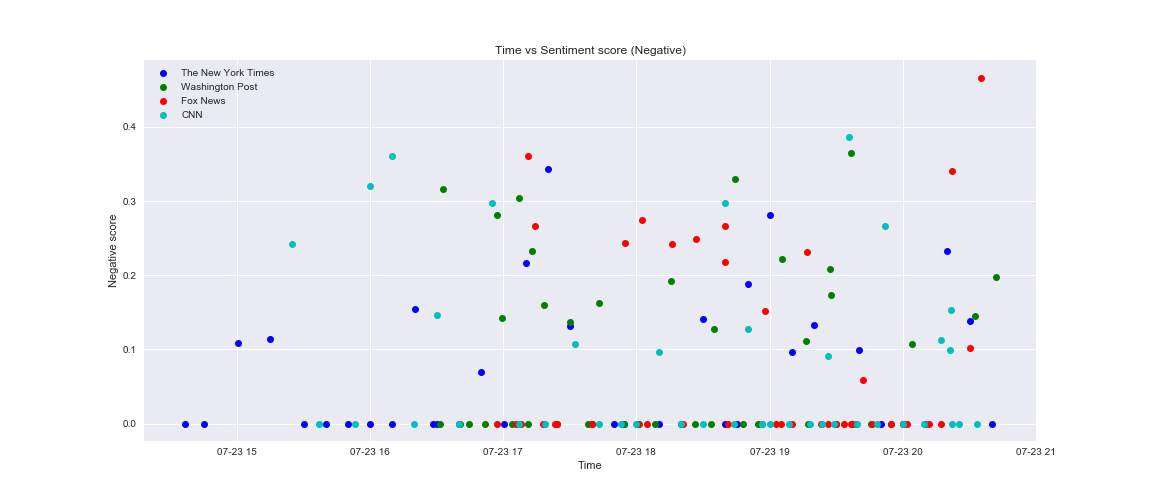 Time vs Sentiment score (Negative)
The New York Times
Washington Post
Fox News
CNN
0.4
0.3
0.2
0.1
0.0
Negative score
07-23 15
07-23 16
07-23 17
07-23 18
07-23 19
07-23 20
07-23 21
Time